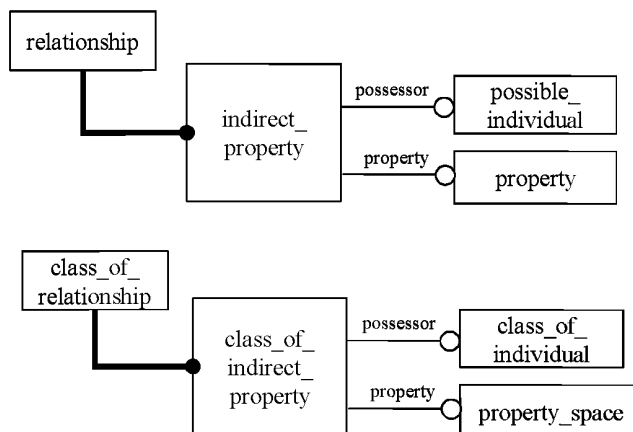 relationship
indirect_
property
possessor
possible_
individual
property
property
class_of_
relationship
class_of_
indirect_
property
possessor
class_of_
individual
property
property_space